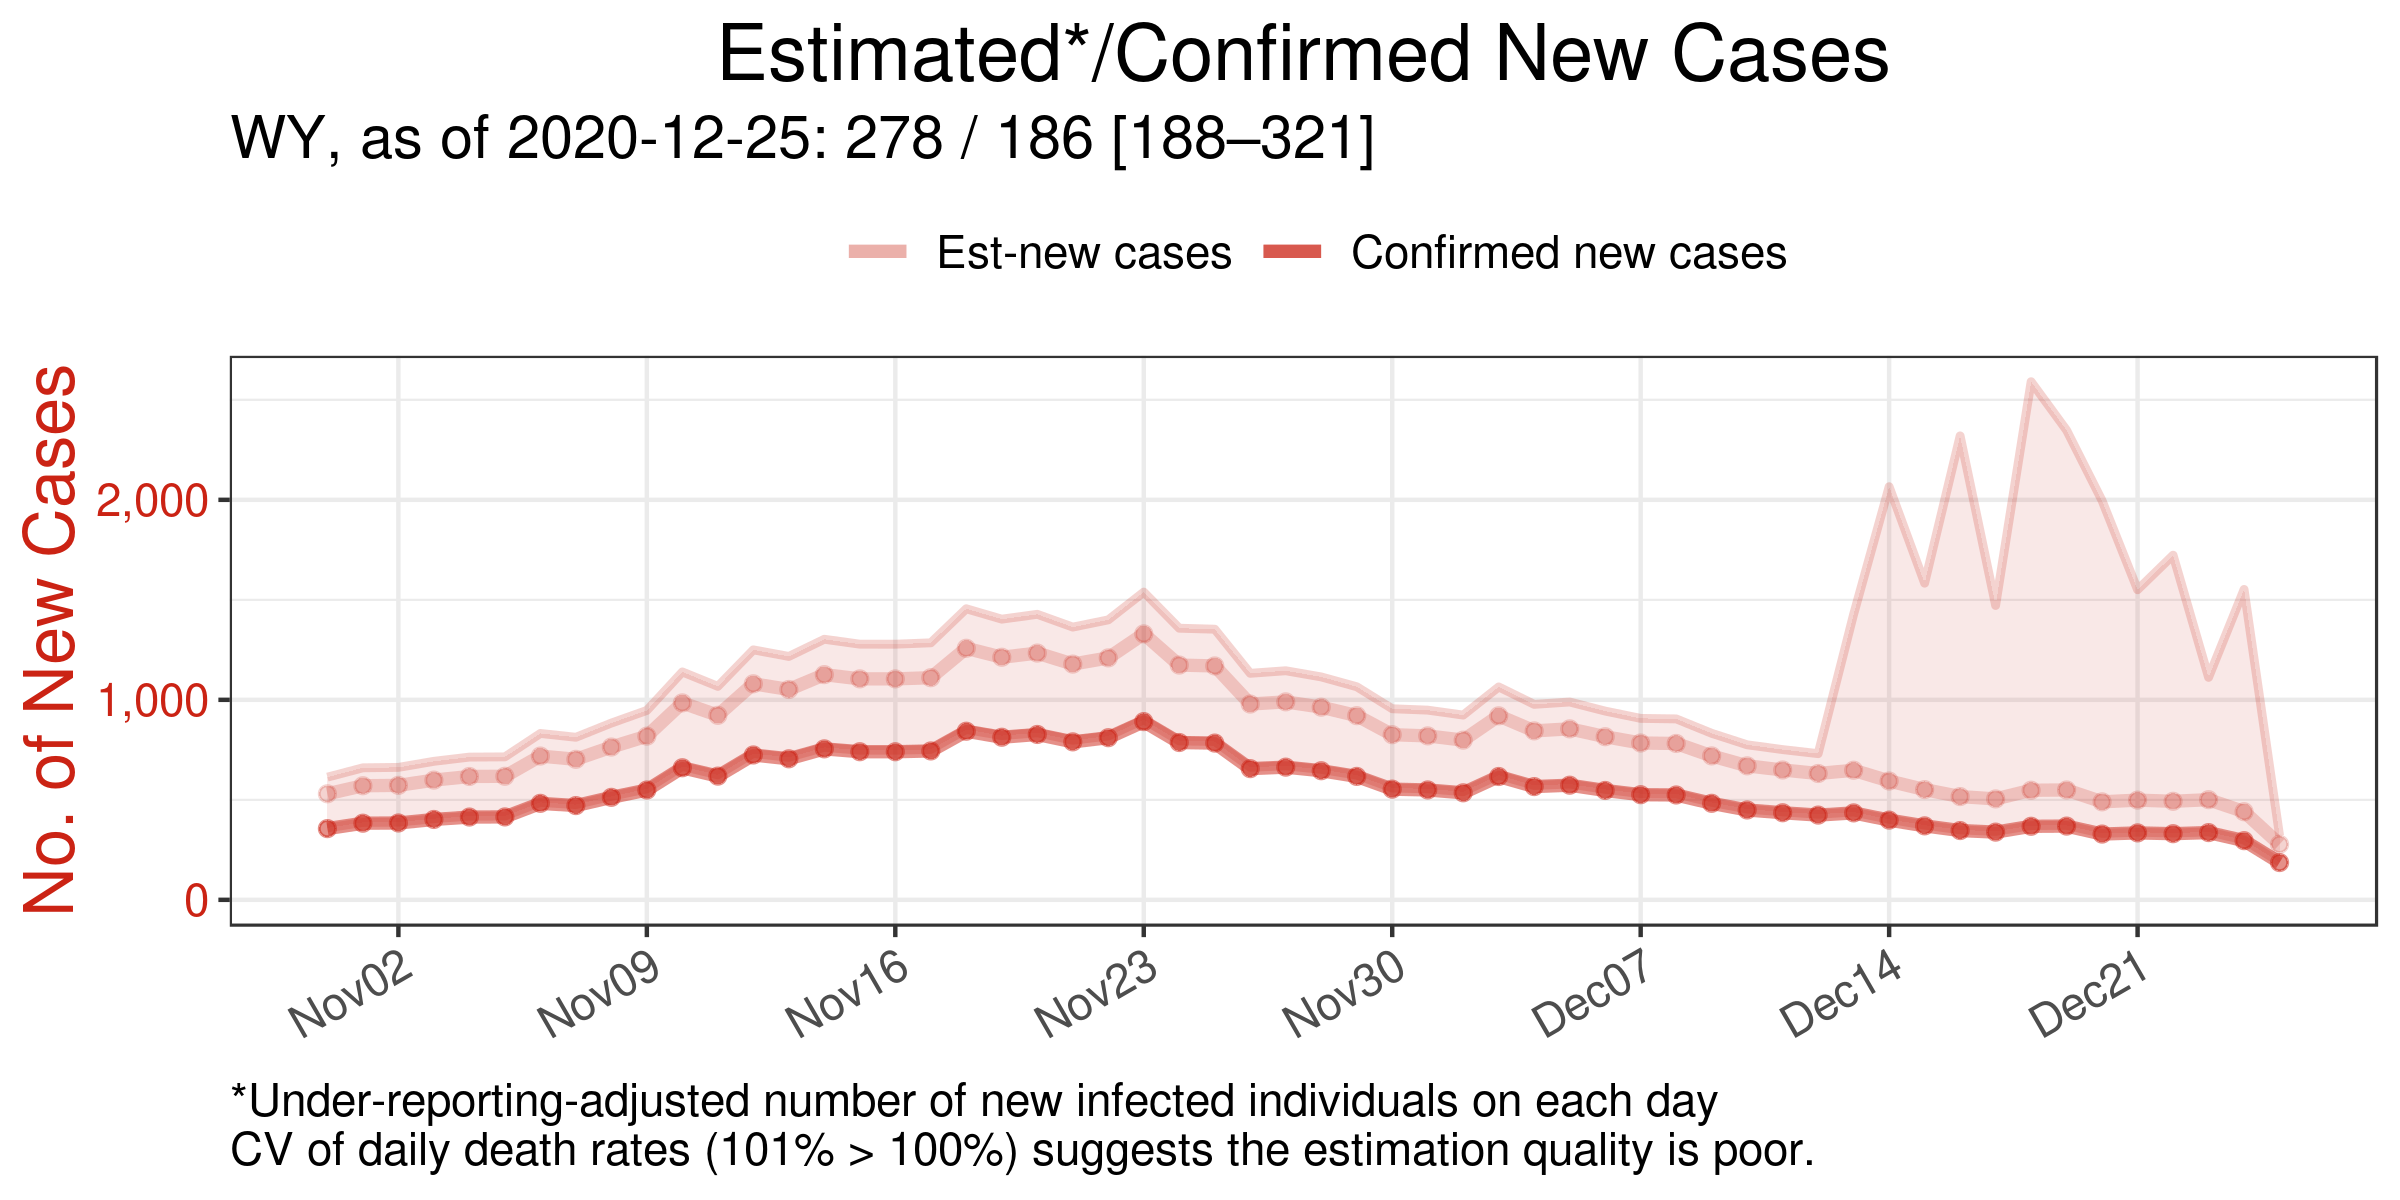 Estimated*/Confirmed New Cases
WY, as of 2020-12-25: 278 / 186 [188–321]
Est-new cases
Confirmed new cases
No. of New Cases
2,000
1,000
0
Nov02
Nov09
Nov16
Nov23
Nov30
Dec07
Dec14
Dec21
*Under-reporting-adjusted number of new infected individuals on each day
CV of daily death rates (101% > 100%) suggests the estimation quality is poor.